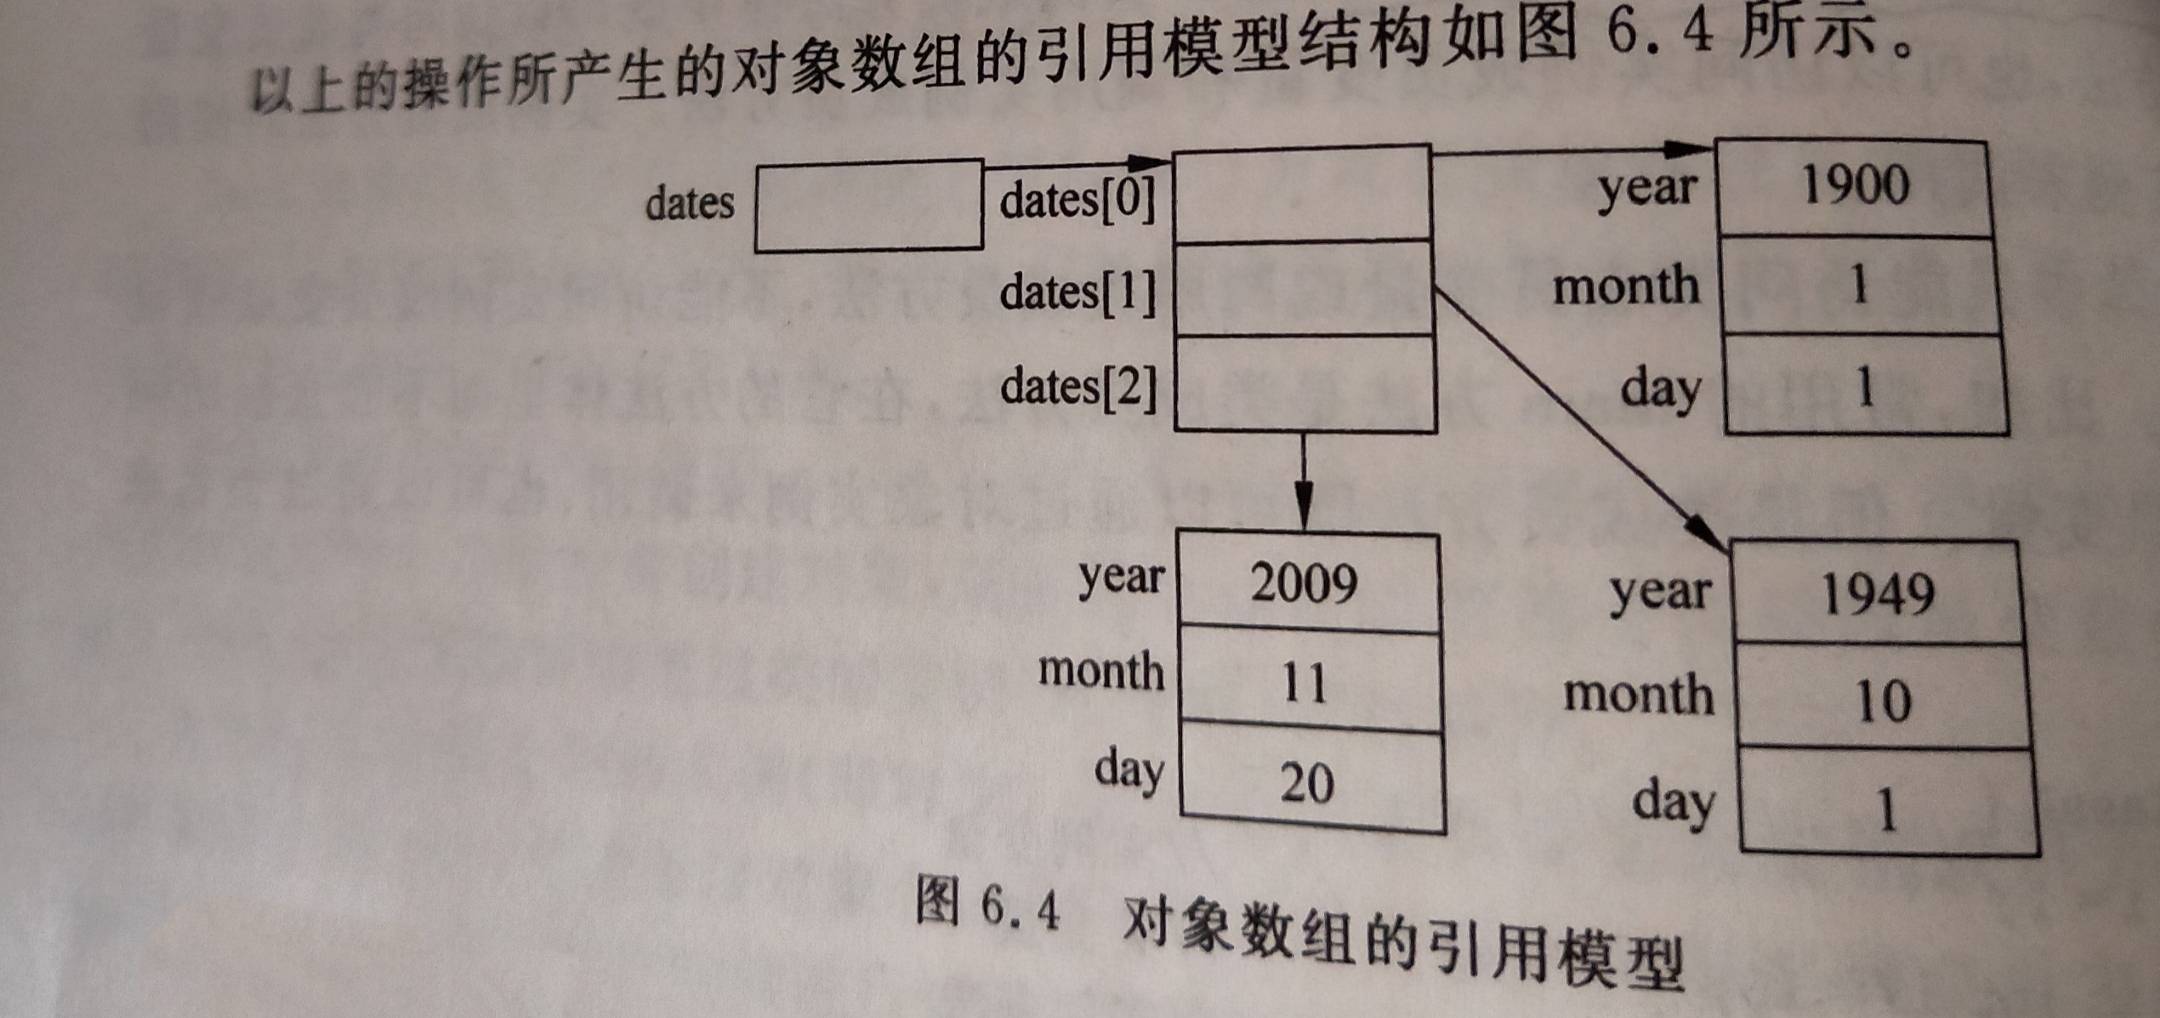 以上的操作所产生的对象数组的引用模型结构如图 6.4 所示。
dates
dates[0]
dates[1]
dates[2]
year 1900
month 1
day 1
year 2009
month 11
day 20
year 1949
month 10
day 1
图 6.4 对象数组的引用模型